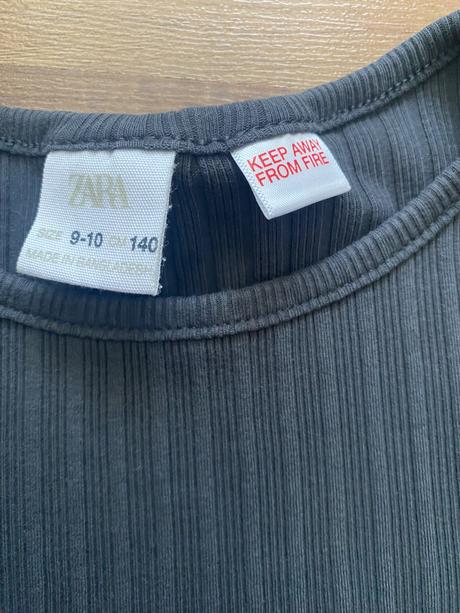 ZARA
SIZE 9-10 CM 140
MADE IN BANGLADESH
KEEP AWAY
FROM FIRE